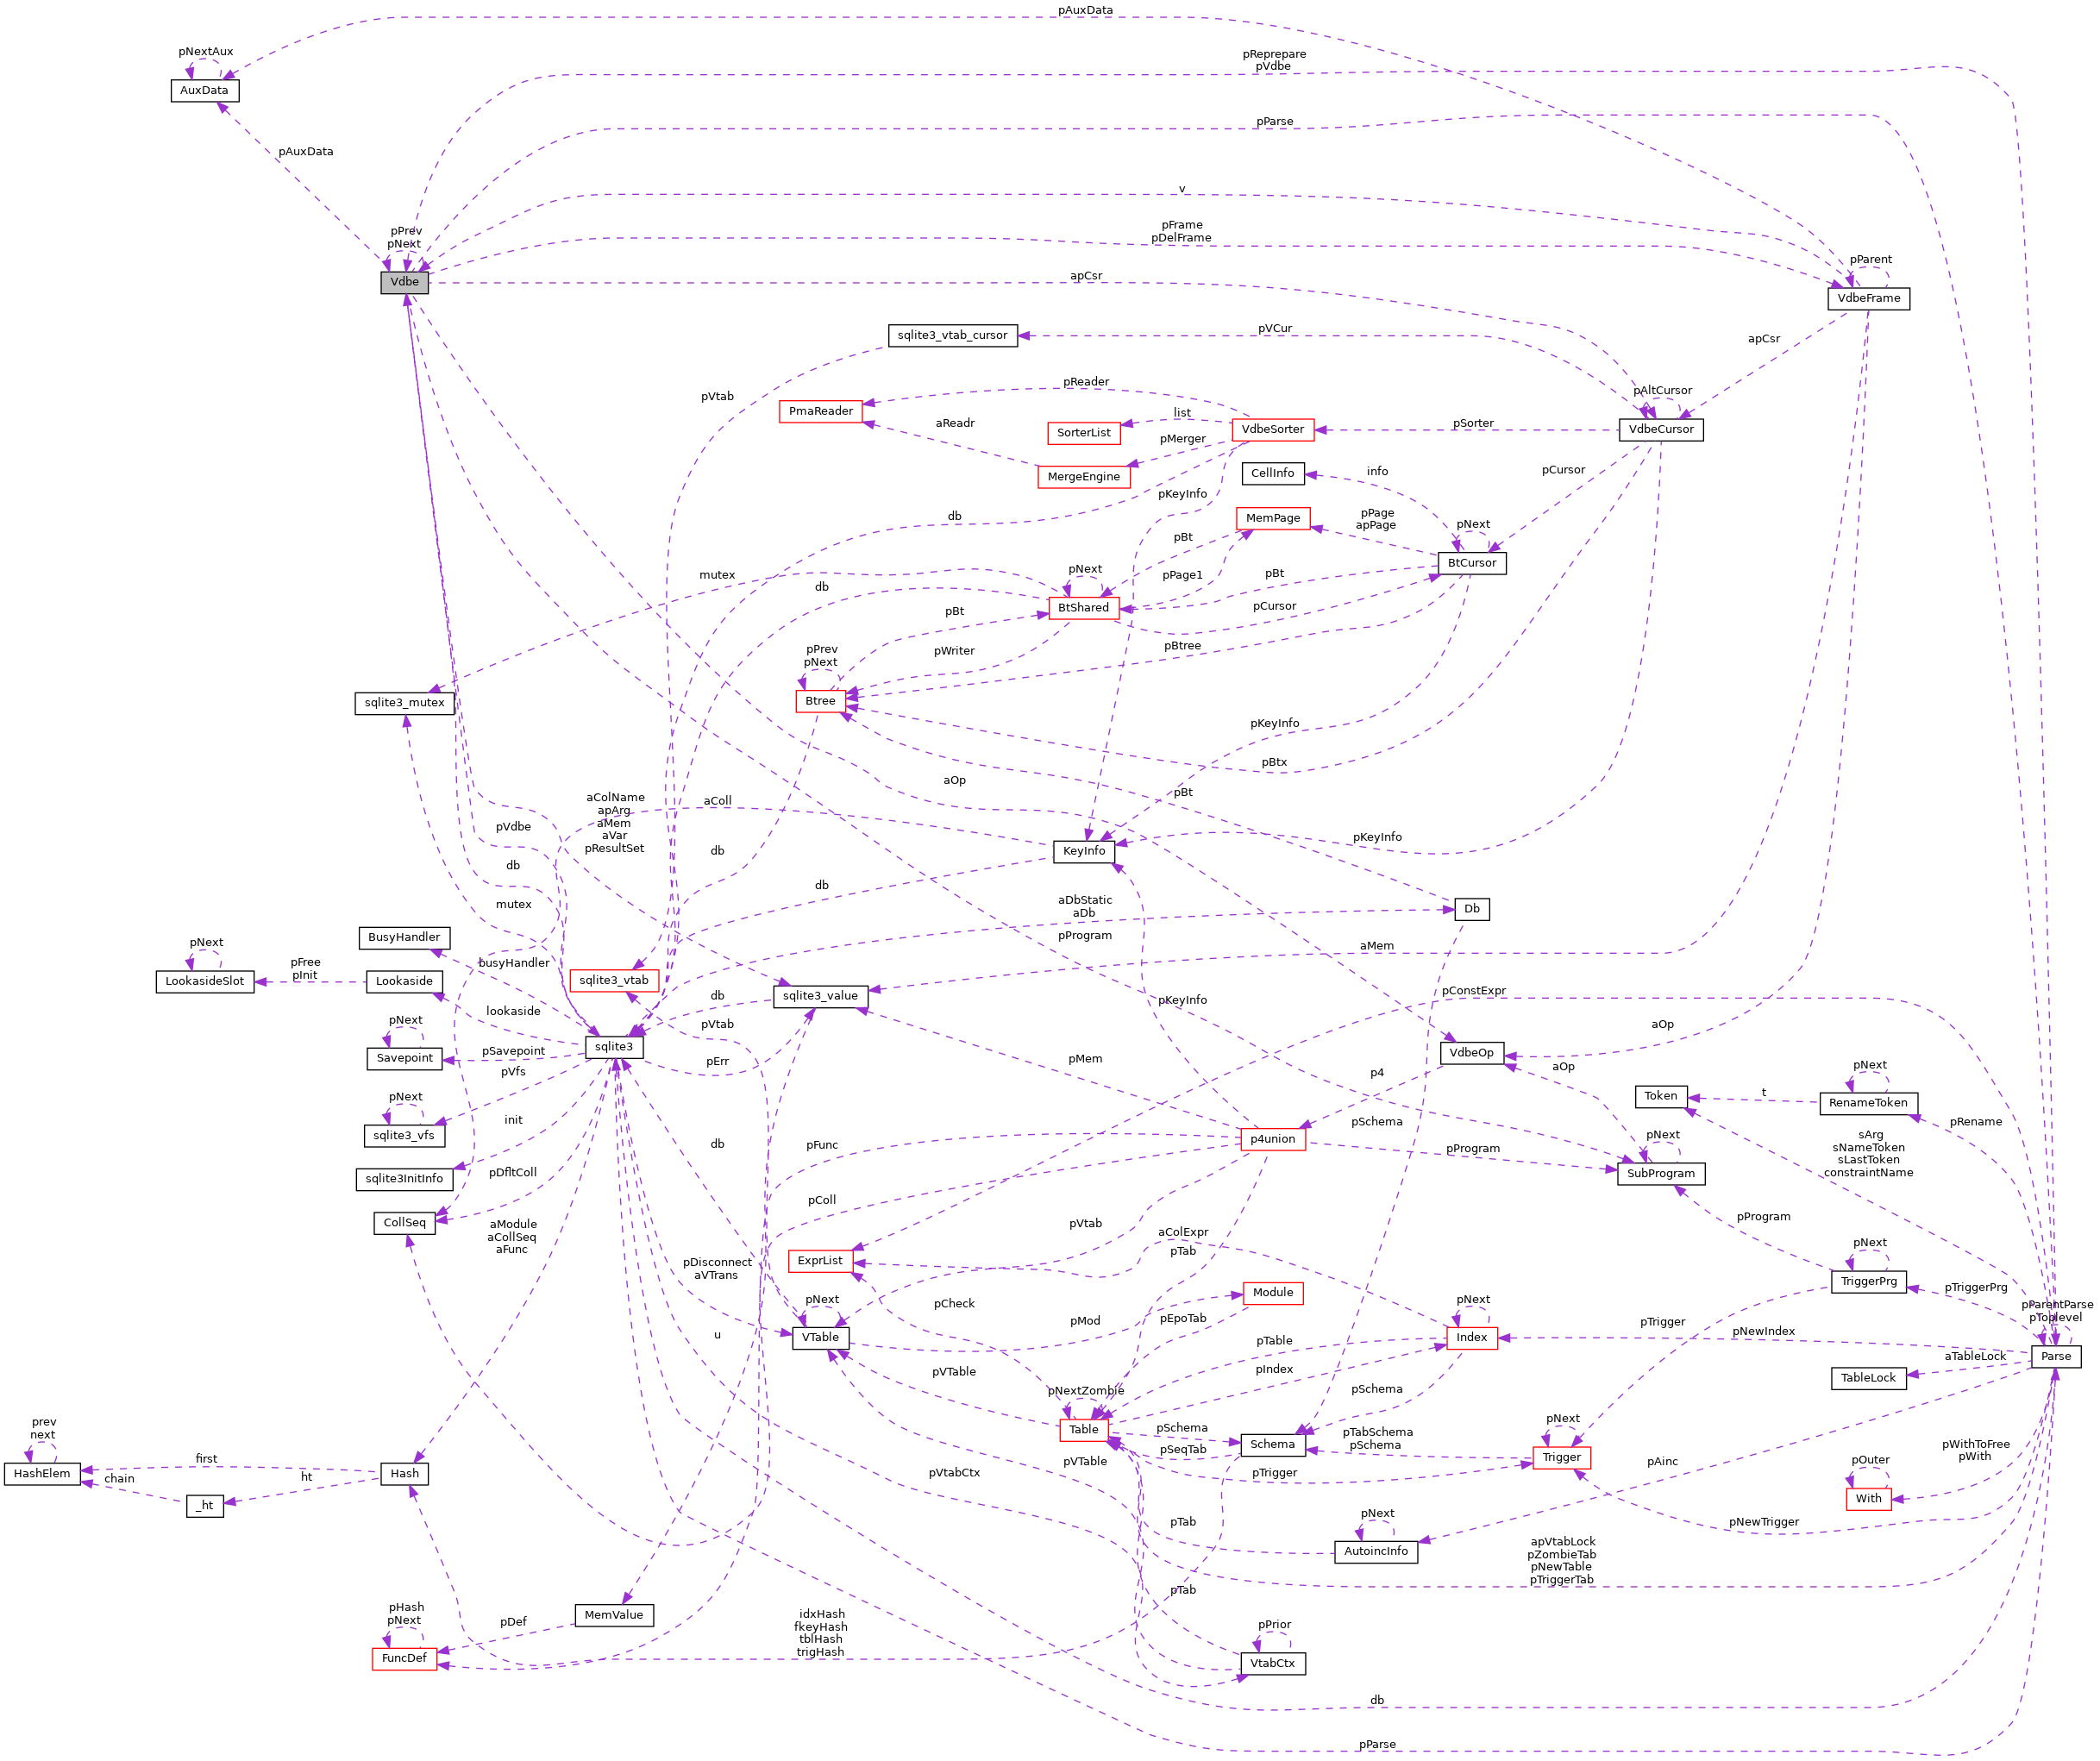 pAuxData
pNextAux
pReprepare
pVdbe
AuxData
pParse
pAuxData
v
pPrev
pNext
pFrame
pDelFrame
pParent
Vdbe
apCsr
VdbeFrame
pVCur
sqlite3_vtab_cursor
apCsr
pVtab
pReader
pAltCursor
PmaReader
list
aReadr
SorterList
VdbeSorter
pSorter
VdbeCursor
pMerger
MergeEngine
CellInfo
info
pCursor
pKeyInfo
db
MemPage
pPage
apPage
pNext
pBt
BtCursor
mutex
pNext
pPage1
pBt
db
BtShared
pBt
pCursor
pPrev
pNext
pWriter
pBtree
Btree
sqlite3_mutex
pKeyInfo
pBtx
aOp
pBt
aColName
apArg
aMem
aVar
pResultSet
aColl
pVdbe
pKeyInfo
db
KeyInfo
db
db
mutex
aDbStatic
aDb
Db
BusyHandler
pProgram
pNext
aMem
LookasideSlot
pFree
pInit
Lookaside
busyHandler
sqlite3_vtab
sqlite3_value
db
pConstExpr
pKeyInfo
lookaside
pNext
pVtab
aOp
Savepoint
pSavepoint
sqlite3
pErr
pMem
VdbeOp
pVfs
p4
aOp
pNext
pNext
Token
t
RenameToken
sqlite3_vfs
init
db
pFunc
p4union
pSchema
pProgram
pNext
sArg
sNameToken
sLastToken
constraintName
pRename
sqlite3InitInfo
pDfltColl
SubProgram
pColl
CollSeq
aModule
aCollSeq
aFunc
pVtab
aColExpr
pTab
pProgram
pNext
pDisconnect
aVTrans
ExprList
TriggerPrg
pTriggerPrg
Module
pNext
pCheck
pNext
pParentParse
pToplevel
pMod
pEpoTab
pTrigger
u
VTable
Index
pTable
pNewIndex
Parse
pVTable
pIndex
aTableLock
TableLock
pNextZombie
pSchema
pNext
prev
next
Table
pSchema
pTabSchema
pSchema
pWithToFree
pWith
Schema
pSeqTab
Trigger
first
pVtabCtx
pVTable
pAinc
pOuter
HashElem
chain
ht
Hash
pTrigger
With
_ht
pNext
pTab
pNewTrigger
AutoincInfo
apVtabLock
pZombieTab
pNewTable
pTriggerTab
pTab
pHash
pNext
pDef
MemValue
idxHash
fkeyHash
tblHash
trigHash
pPrior
FuncDef
VtabCtx
db
pParse